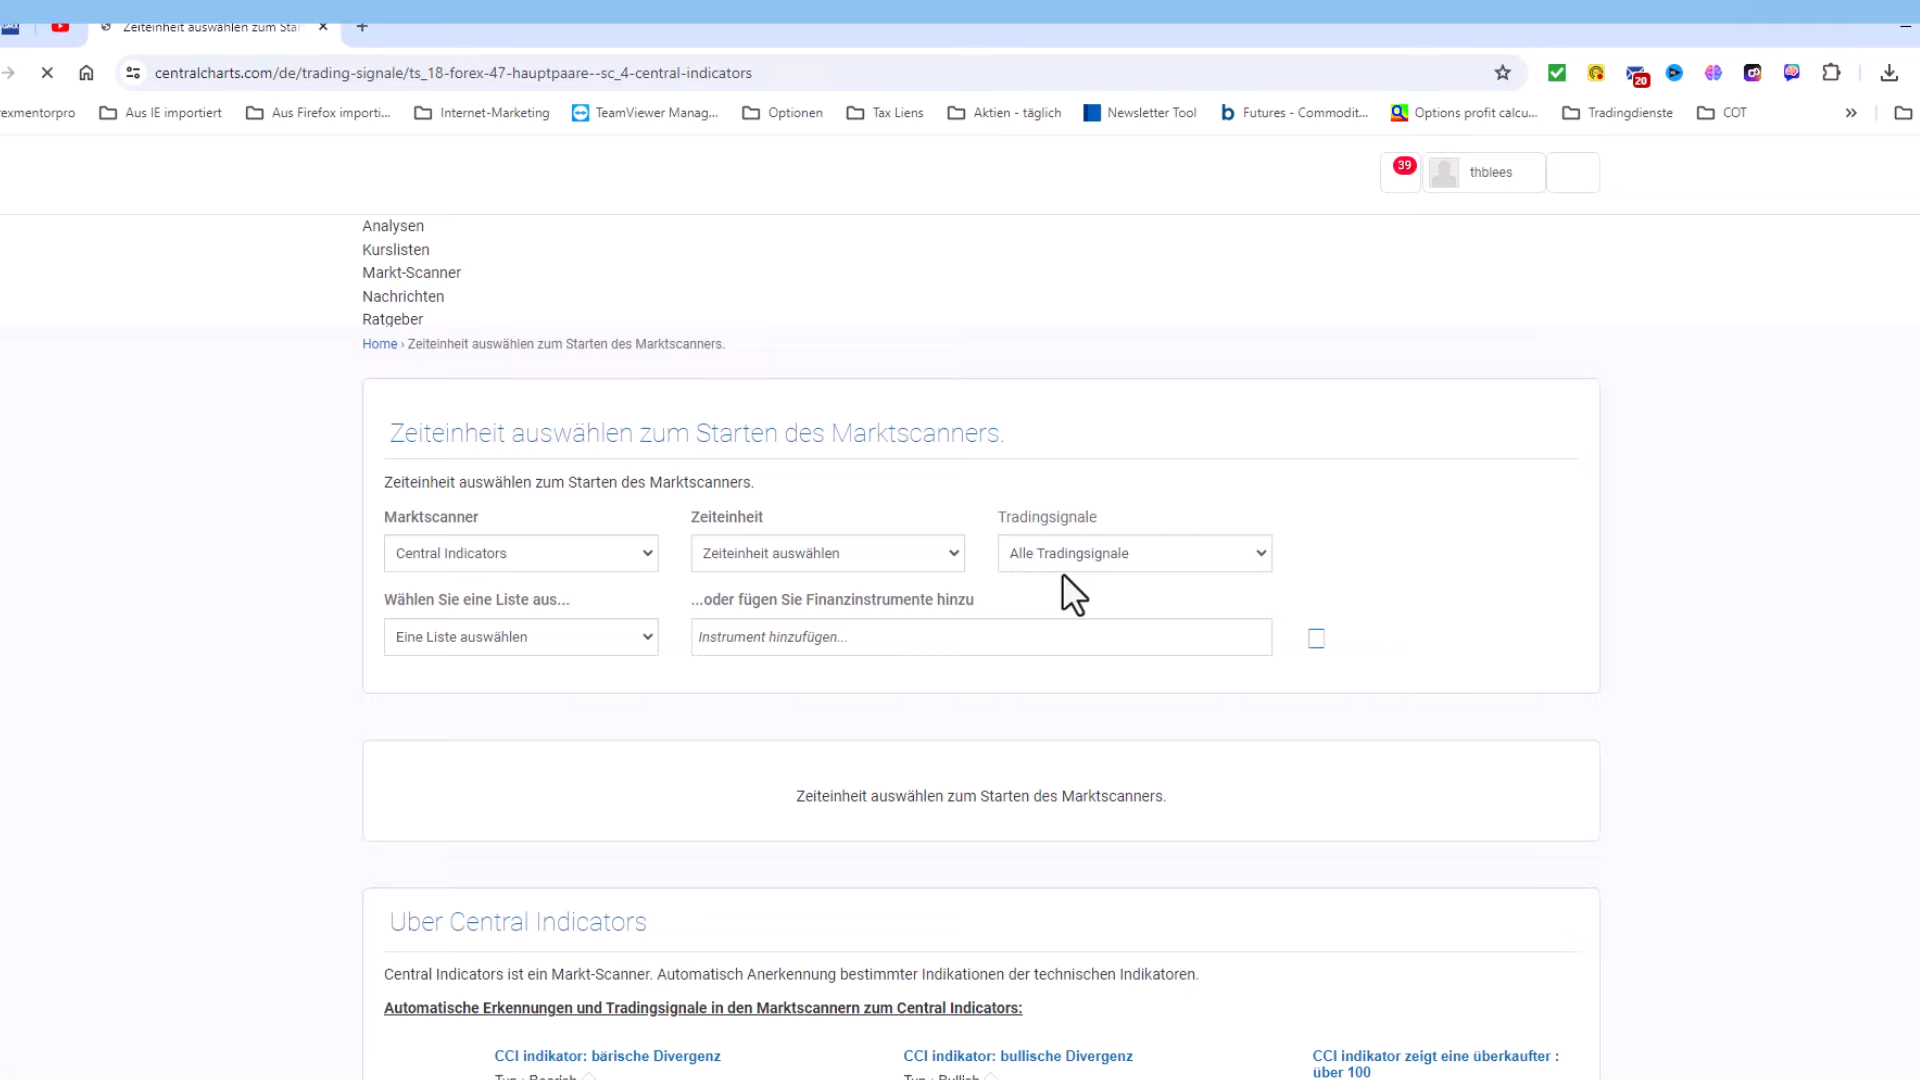 Zeiteinheit auswählen zum Star
centralcharts.com/de/trading-signale/ts_18-forex-47-hauptpaare--sc_4-central-indicators
20
exmentorpro
Aus IE importiert
Aus Firefox importi...
Internet-Marketing
TeamViewer Manag...
Optionen
Tax Liens
Aktien - täglich
Newsletter Tool
Futures - Commodit...
Options profit calcu...
Tradingdienste
COT
39
thblees
Analysen
Kurslisten
Markt-Scanner
Nachrichten
Ratgeber
Home › Zeiteinheit auswählen zum Starten des Marktscanners.
Zeiteinheit auswählen zum Starten des Marktscanners.
Zeiteinheit auswählen zum Starten des Marktscanners.
Marktscanner
Zeiteinheit
Tradingsignale
Central Indicators
Zeiteinheit auswählen
Alle Tradingsignale
Wählen Sie eine Liste aus...
...oder fügen Sie Finanzinstrumente hinzu
Eine Liste auswählen
Instrument hinzufügen...
Zeiteinheit auswählen zum Starten des Marktscanners.
Uber Central Indicators
Central Indicators ist ein Markt-Scanner. Automatisch Anerkennung bestimmter Indikationen der technischen Indikatoren.
Automatische Erkennungen und Tradingsignale in den Marktscannern zum Central Indicators:
CCI indikator: bärische Divergenz
CCI indikator: bullische Divergenz
CCI indikator zeigt eine überkaufter :
über 100
Typ : Bearish
Typ : Bullish